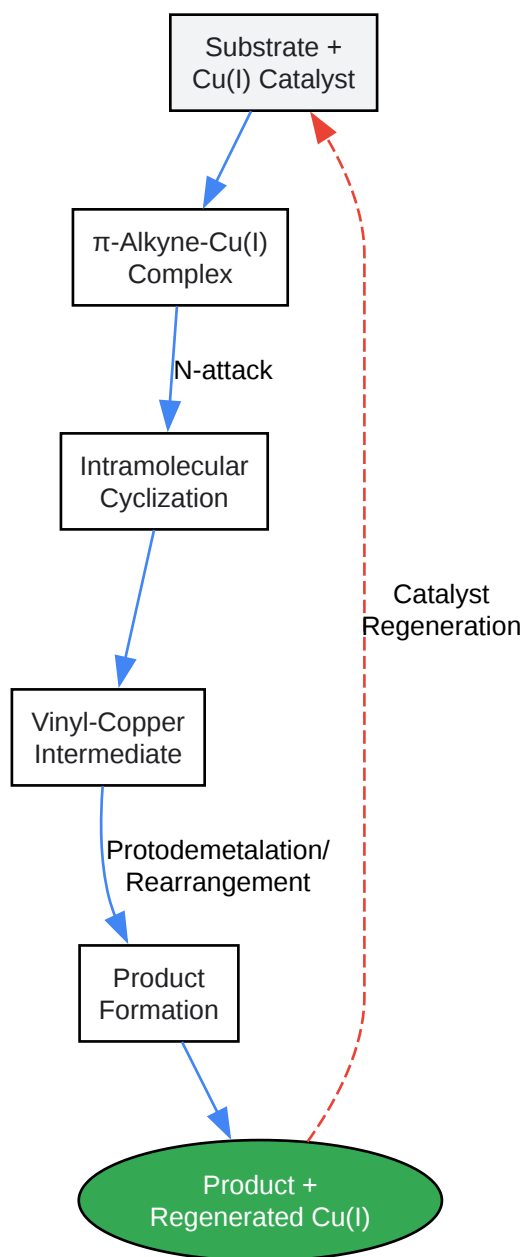 Substrate +
Cu(I) Catalyst
π-Alkyne-Cu(I)
Complex
N-attack
Intramolecular
Cyclization
Catalyst
Regeneration
Vinyl-Copper
Intermediate
Protodemetalation/
Rearrangement
Product
Formation
Product +
Regenerated Cu(I)